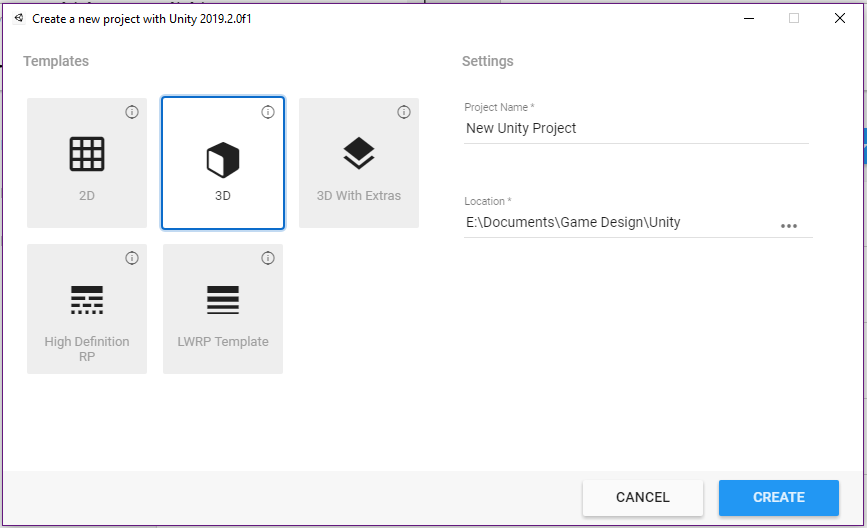 Create a new project with Unity 2019.2.0f1
Templates
2D
3D
3D With Extras
High Definition
RP
LWRP Template
Settings
Project Name *
New Unity Project
Location *
E:\Documents\Game Design\Unity
CANCEL
CREATE